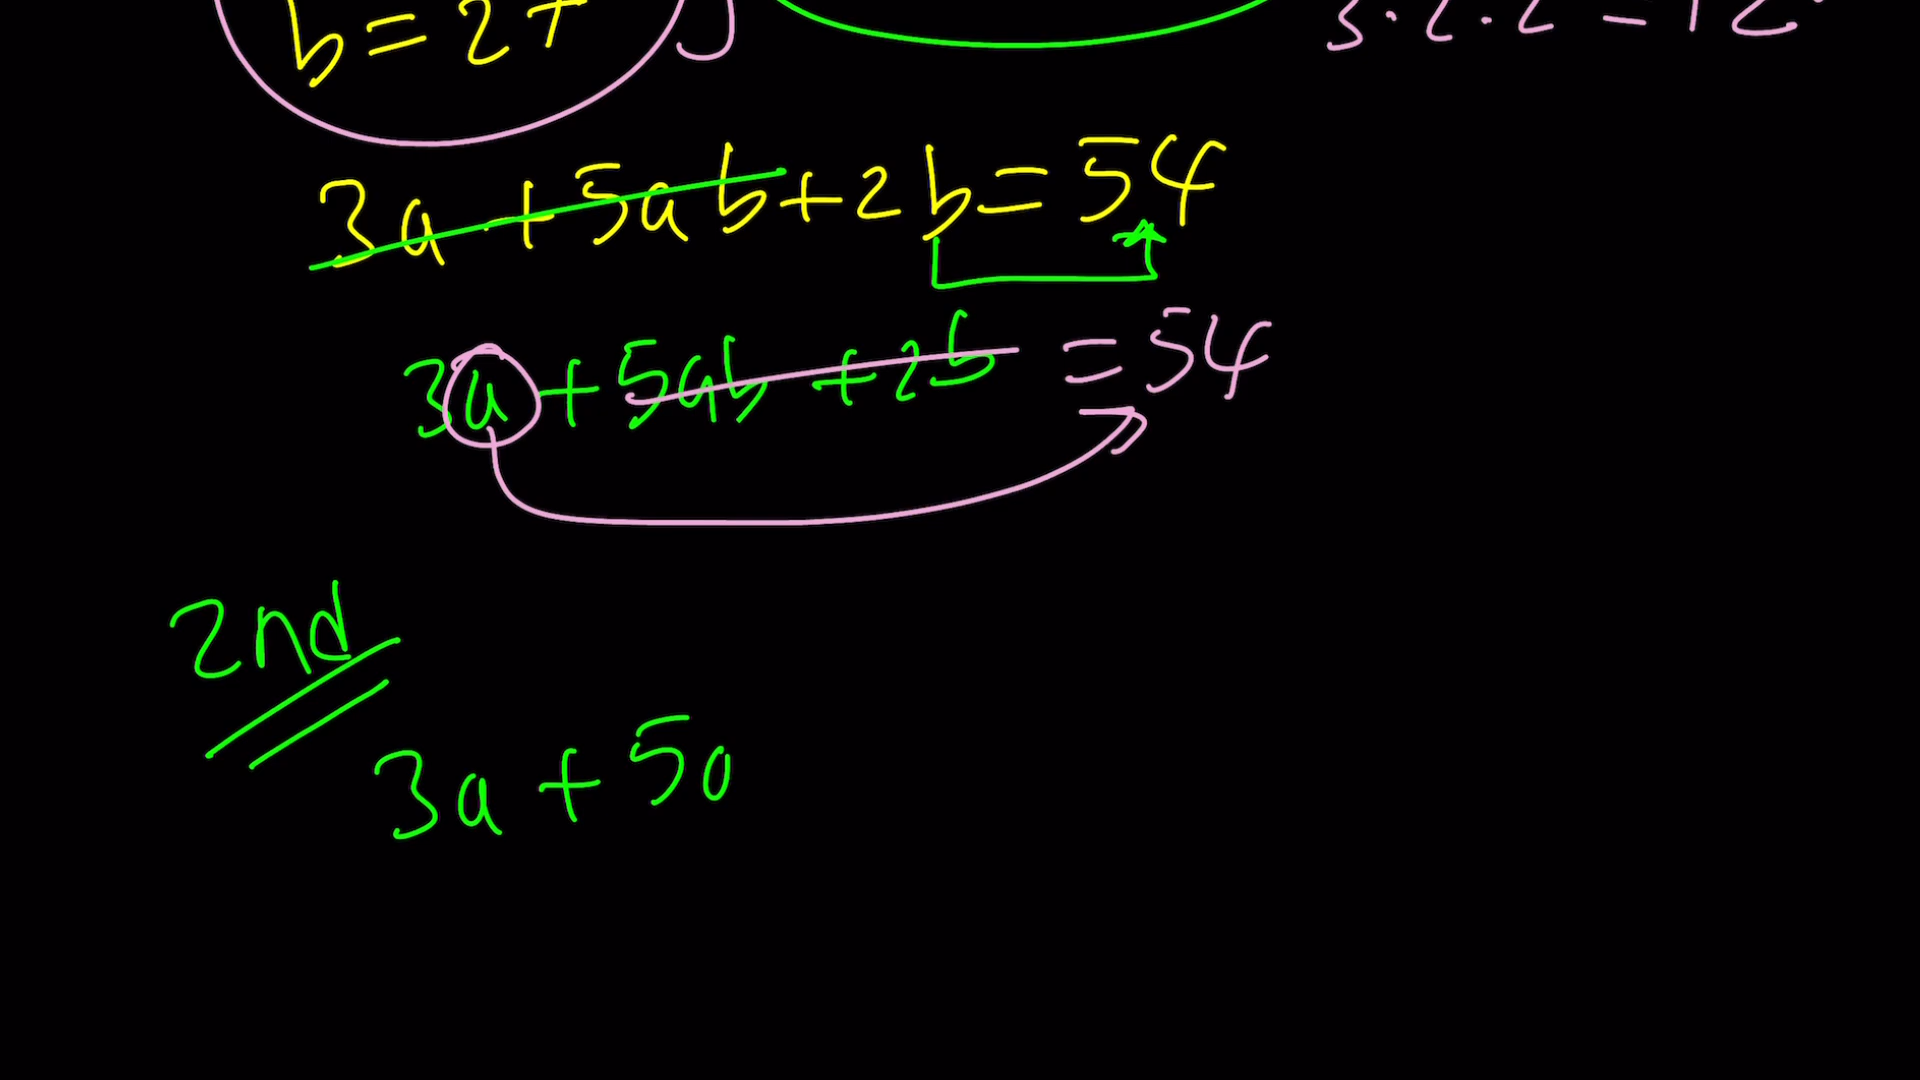 b = 27
3 · 2 · 2 = 12
3a + 5ab + 2b = 54
3a + 5ab + 2b = 54
2nd
3a + 50